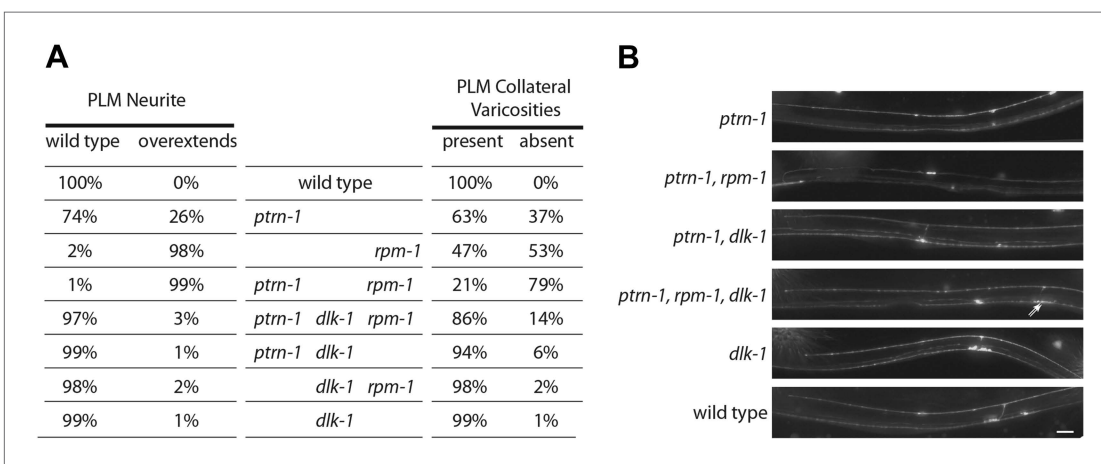 A
PLM Neurite
PLM Collateral
Varicosities
wild type overextends
present absent
100% 0% wild type 100% 0%
74% 26% ptrn-1 63% 37%
2% 98% rpm-1 47% 53%
1% 99% ptrn-1 rpm-1 21% 79%
97% 3% ptrn-1 dlk-1 rpm-1 86% 14%
99% 1% ptrn-1 dlk-1 94% 6%
98% 2% dlk-1 rpm-1 98% 2%
99% 1% dlk-1 99% 1%
B
ptrn-1
ptrn-1, rpm-1
ptrn-1, dlk-1
ptrn-1, rpm-1, dlk-1
dlk-1
wild type